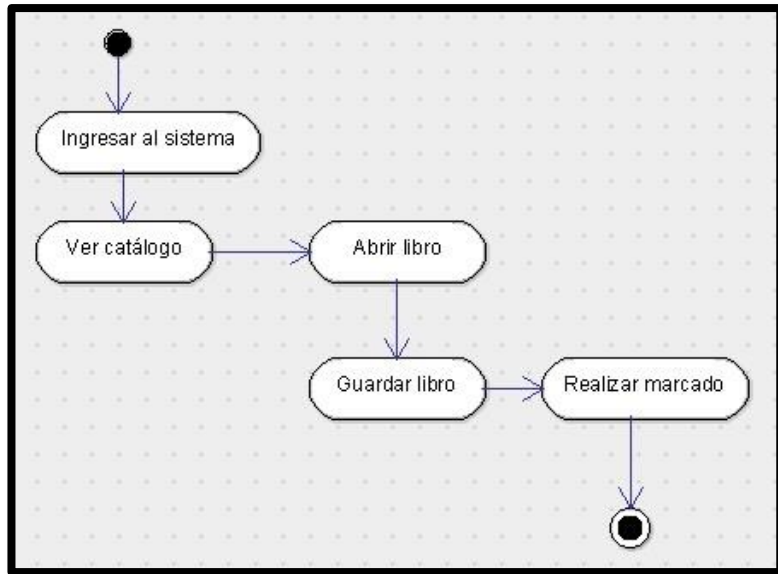 Ingresar al sistema
Ver catálogo
Abrir libro
Guardar libro
Realizar marcado